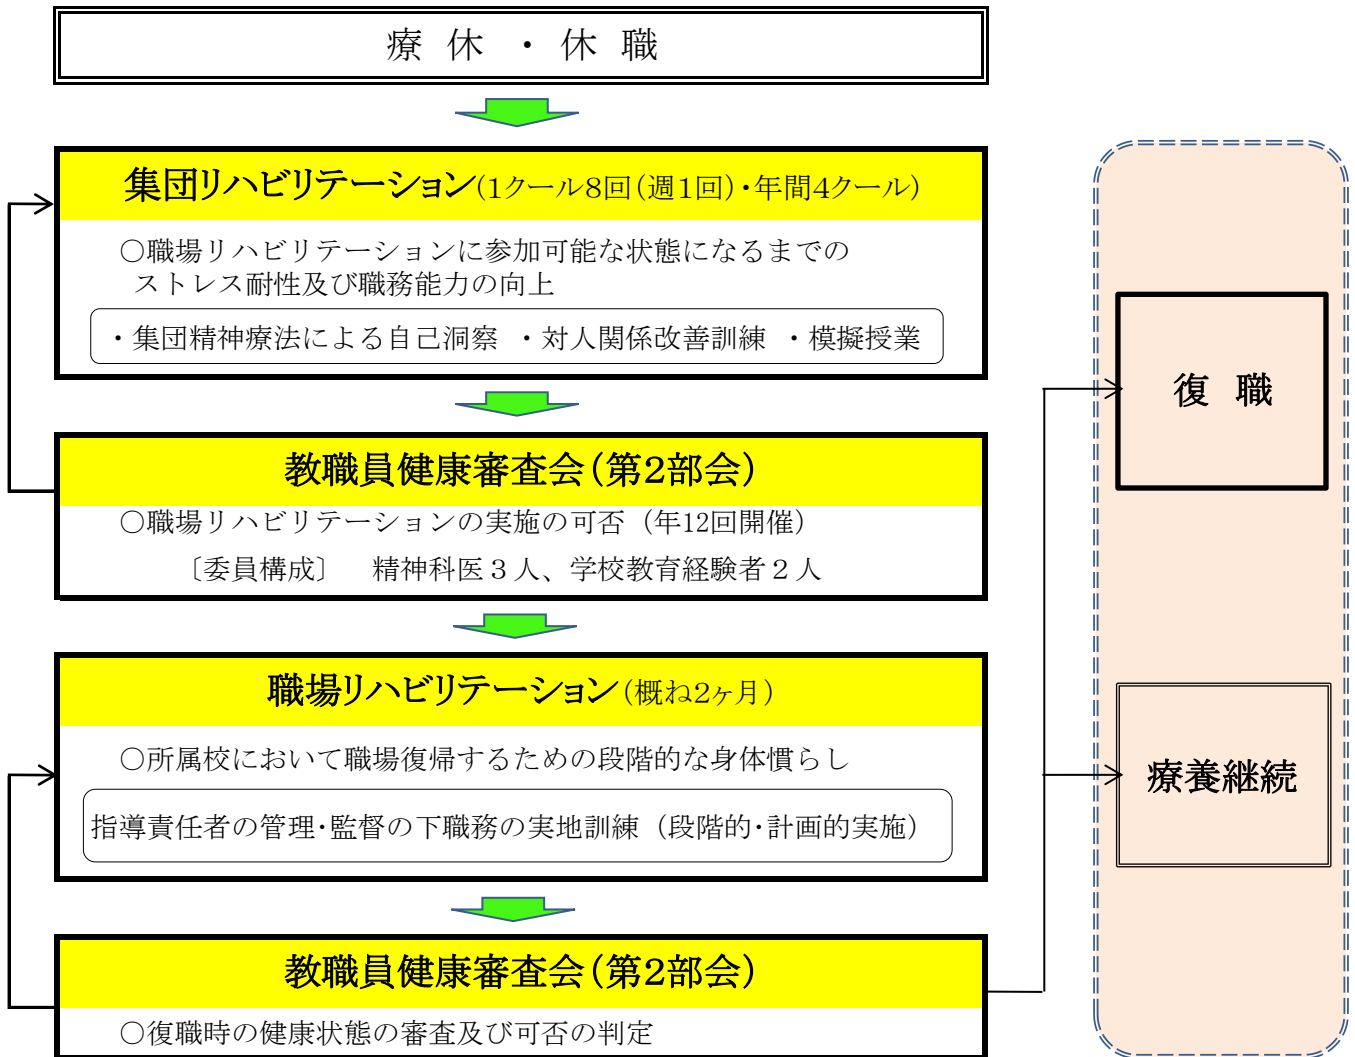 療休・休職
集団リハビリテーション(1クール8回(週1回)・年間4クール)
○職場リハビリテーションに参加可能な状態になるまでの
ストレス耐性及び職務能力の向上
・集団精神療法による自己洞察 ・対人関係改善訓練 ・模擬授業
教職員健康審査会(第2部会)
○職場リハビリテーションの実施の可否(年12回開催)
〔委員構成〕 精神科医３人、学校教育経験者２人
職場リハビリテーション(概ね2ヶ月)
○所属校において職場復帰するための段階的な身体慣らし
指導責任者の管理・監督の下職務の実地訓練(段階的・計画的実施)
教職員健康審査会(第2部会)
○復職時の健康状態の審査及び可否の判定
復職
療養継続